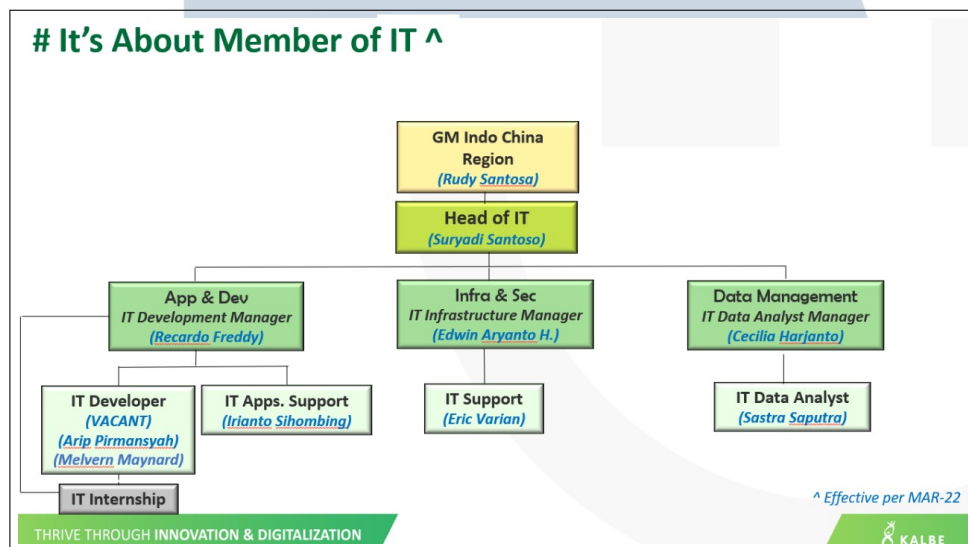 # It's About Member of IT ^
GM Indo China
Region
(Rudy Santosa)
Head of IT
(Suryadi Santoso)
App & Dev
IT Development Manager
(Recardo Freddy)
Infra & Sec
IT Infrastructure Manager
(Edwin Aryanto H.)
Data Management
IT Data Analyst Manager
(Cecilia Harjanto)
IT Developer
(VACANT)
(Arip Pirmansyah)
(Melvern Maynard)
IT Apps. Support
(Irianto Sihombing)
IT Support
(Eric Varian)
IT Data Analyst
(Sastra Saputra)
IT Internship
^ Effective per MAR-22
THRIVE THROUGH INNOVATION & DIGITALIZATION
KALBE